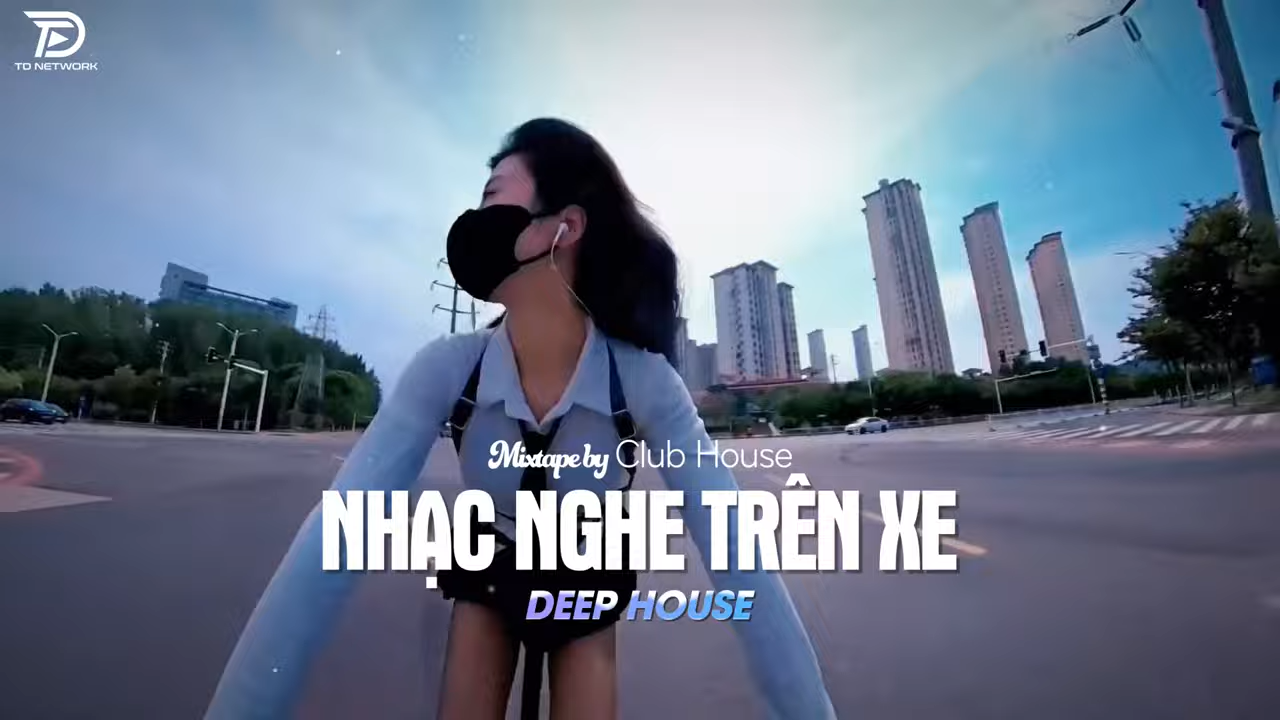 TD NETWORK
Mixtape by Club House
NHẠC NGHE TRÊN XE
DEEP HOUSE